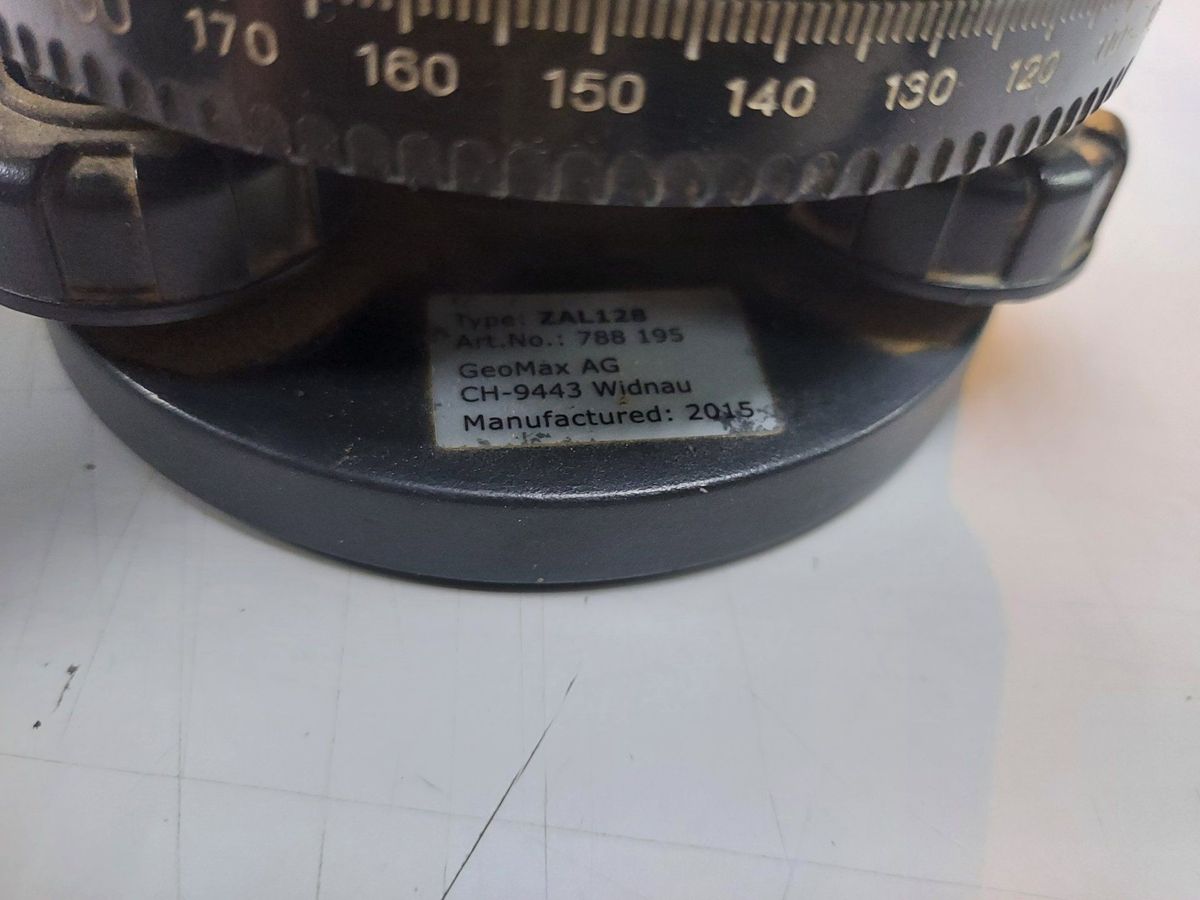 170 160 150 140 130 120
Type: ZAL128
Art.No.: 788 195
GeoMax AG
CH-9443 Widnau
Manufactured: 2015